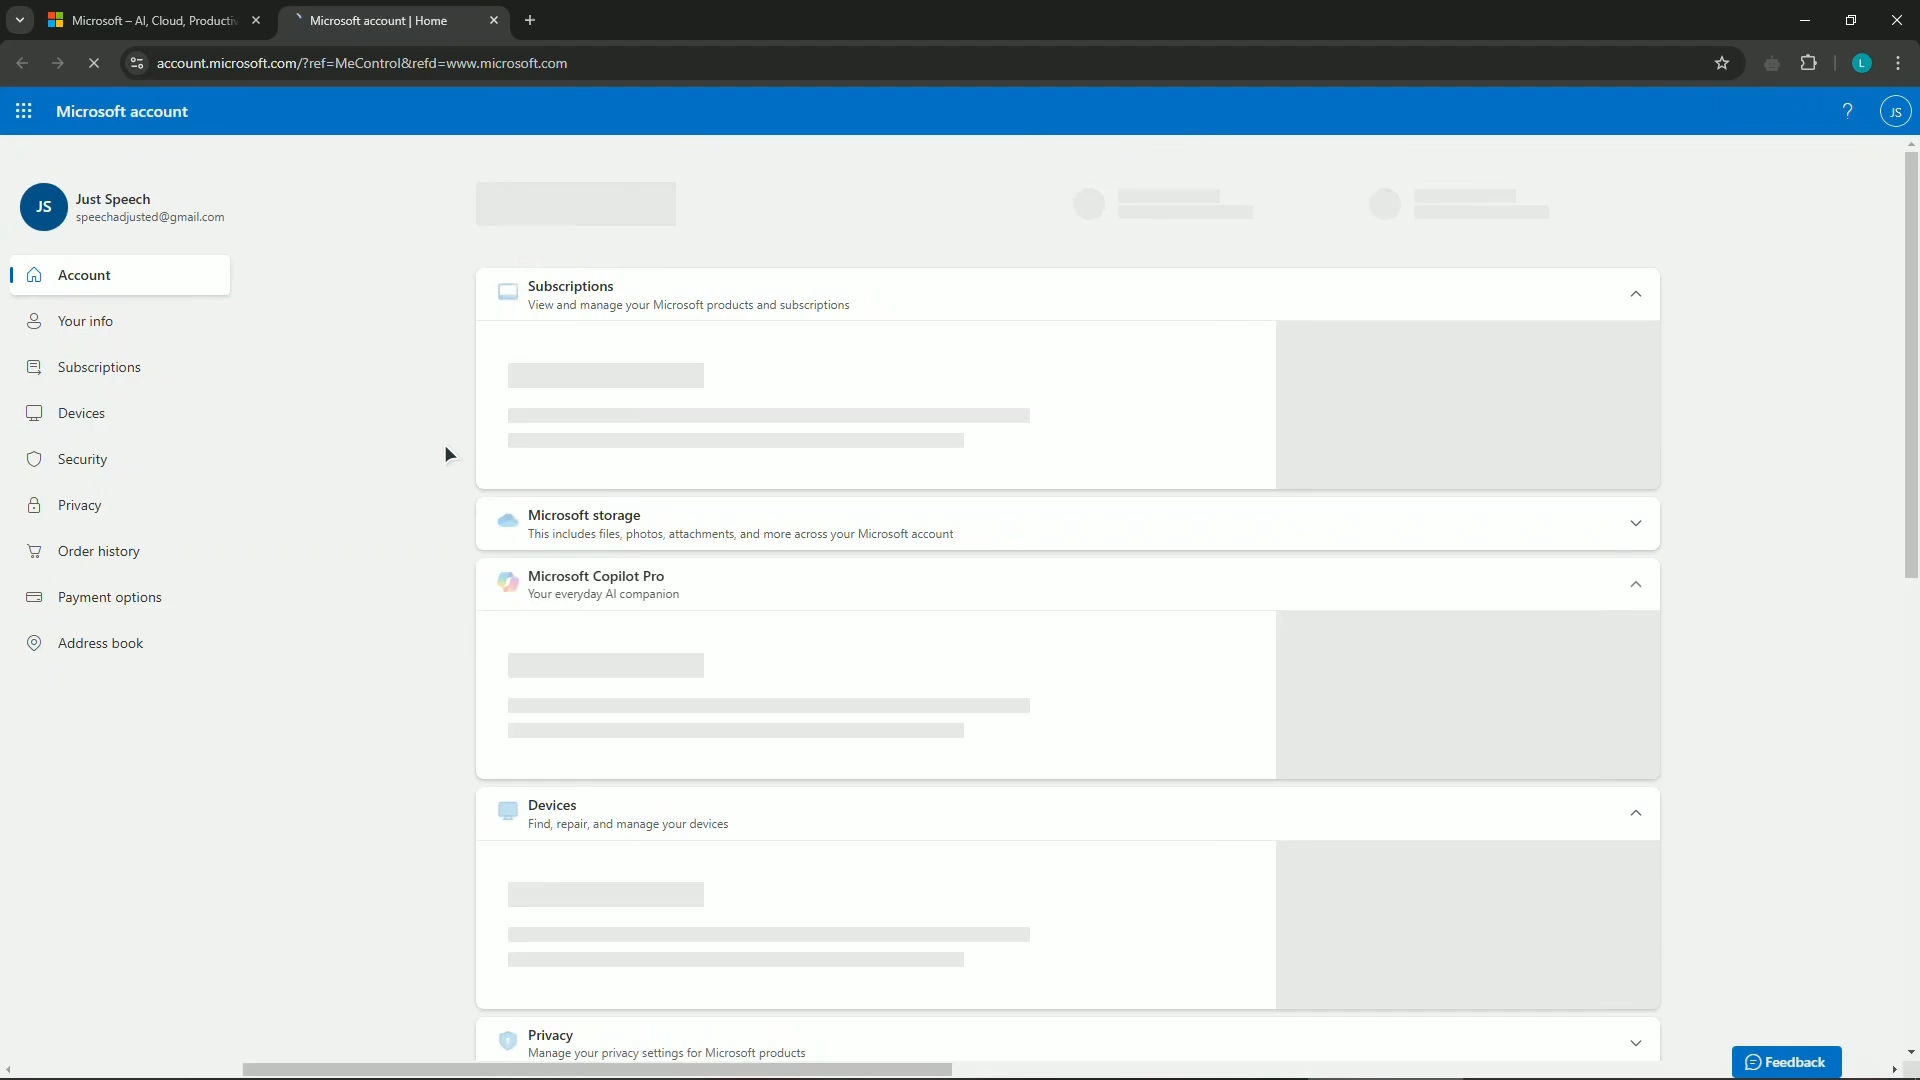 Microsoft – AI, Cloud, Productiv
Microsoft account | Home
account.microsoft.com/?ref=MeControl&refd=www.microsoft.com
L
Microsoft account
?
JS
JS
Just Speech
speechadjusted@gmail.com
Account
Your info
Subscriptions
Devices
Security
Privacy
Order history
Payment options
Address book
Subscriptions
View and manage your Microsoft products and subscriptions
Microsoft storage
This includes files, photos, attachments, and more across your Microsoft account
Microsoft Copilot Pro
Your everyday AI companion
Devices
Find, repair, and manage your devices
Privacy
Manage your privacy settings for Microsoft products
Feedback